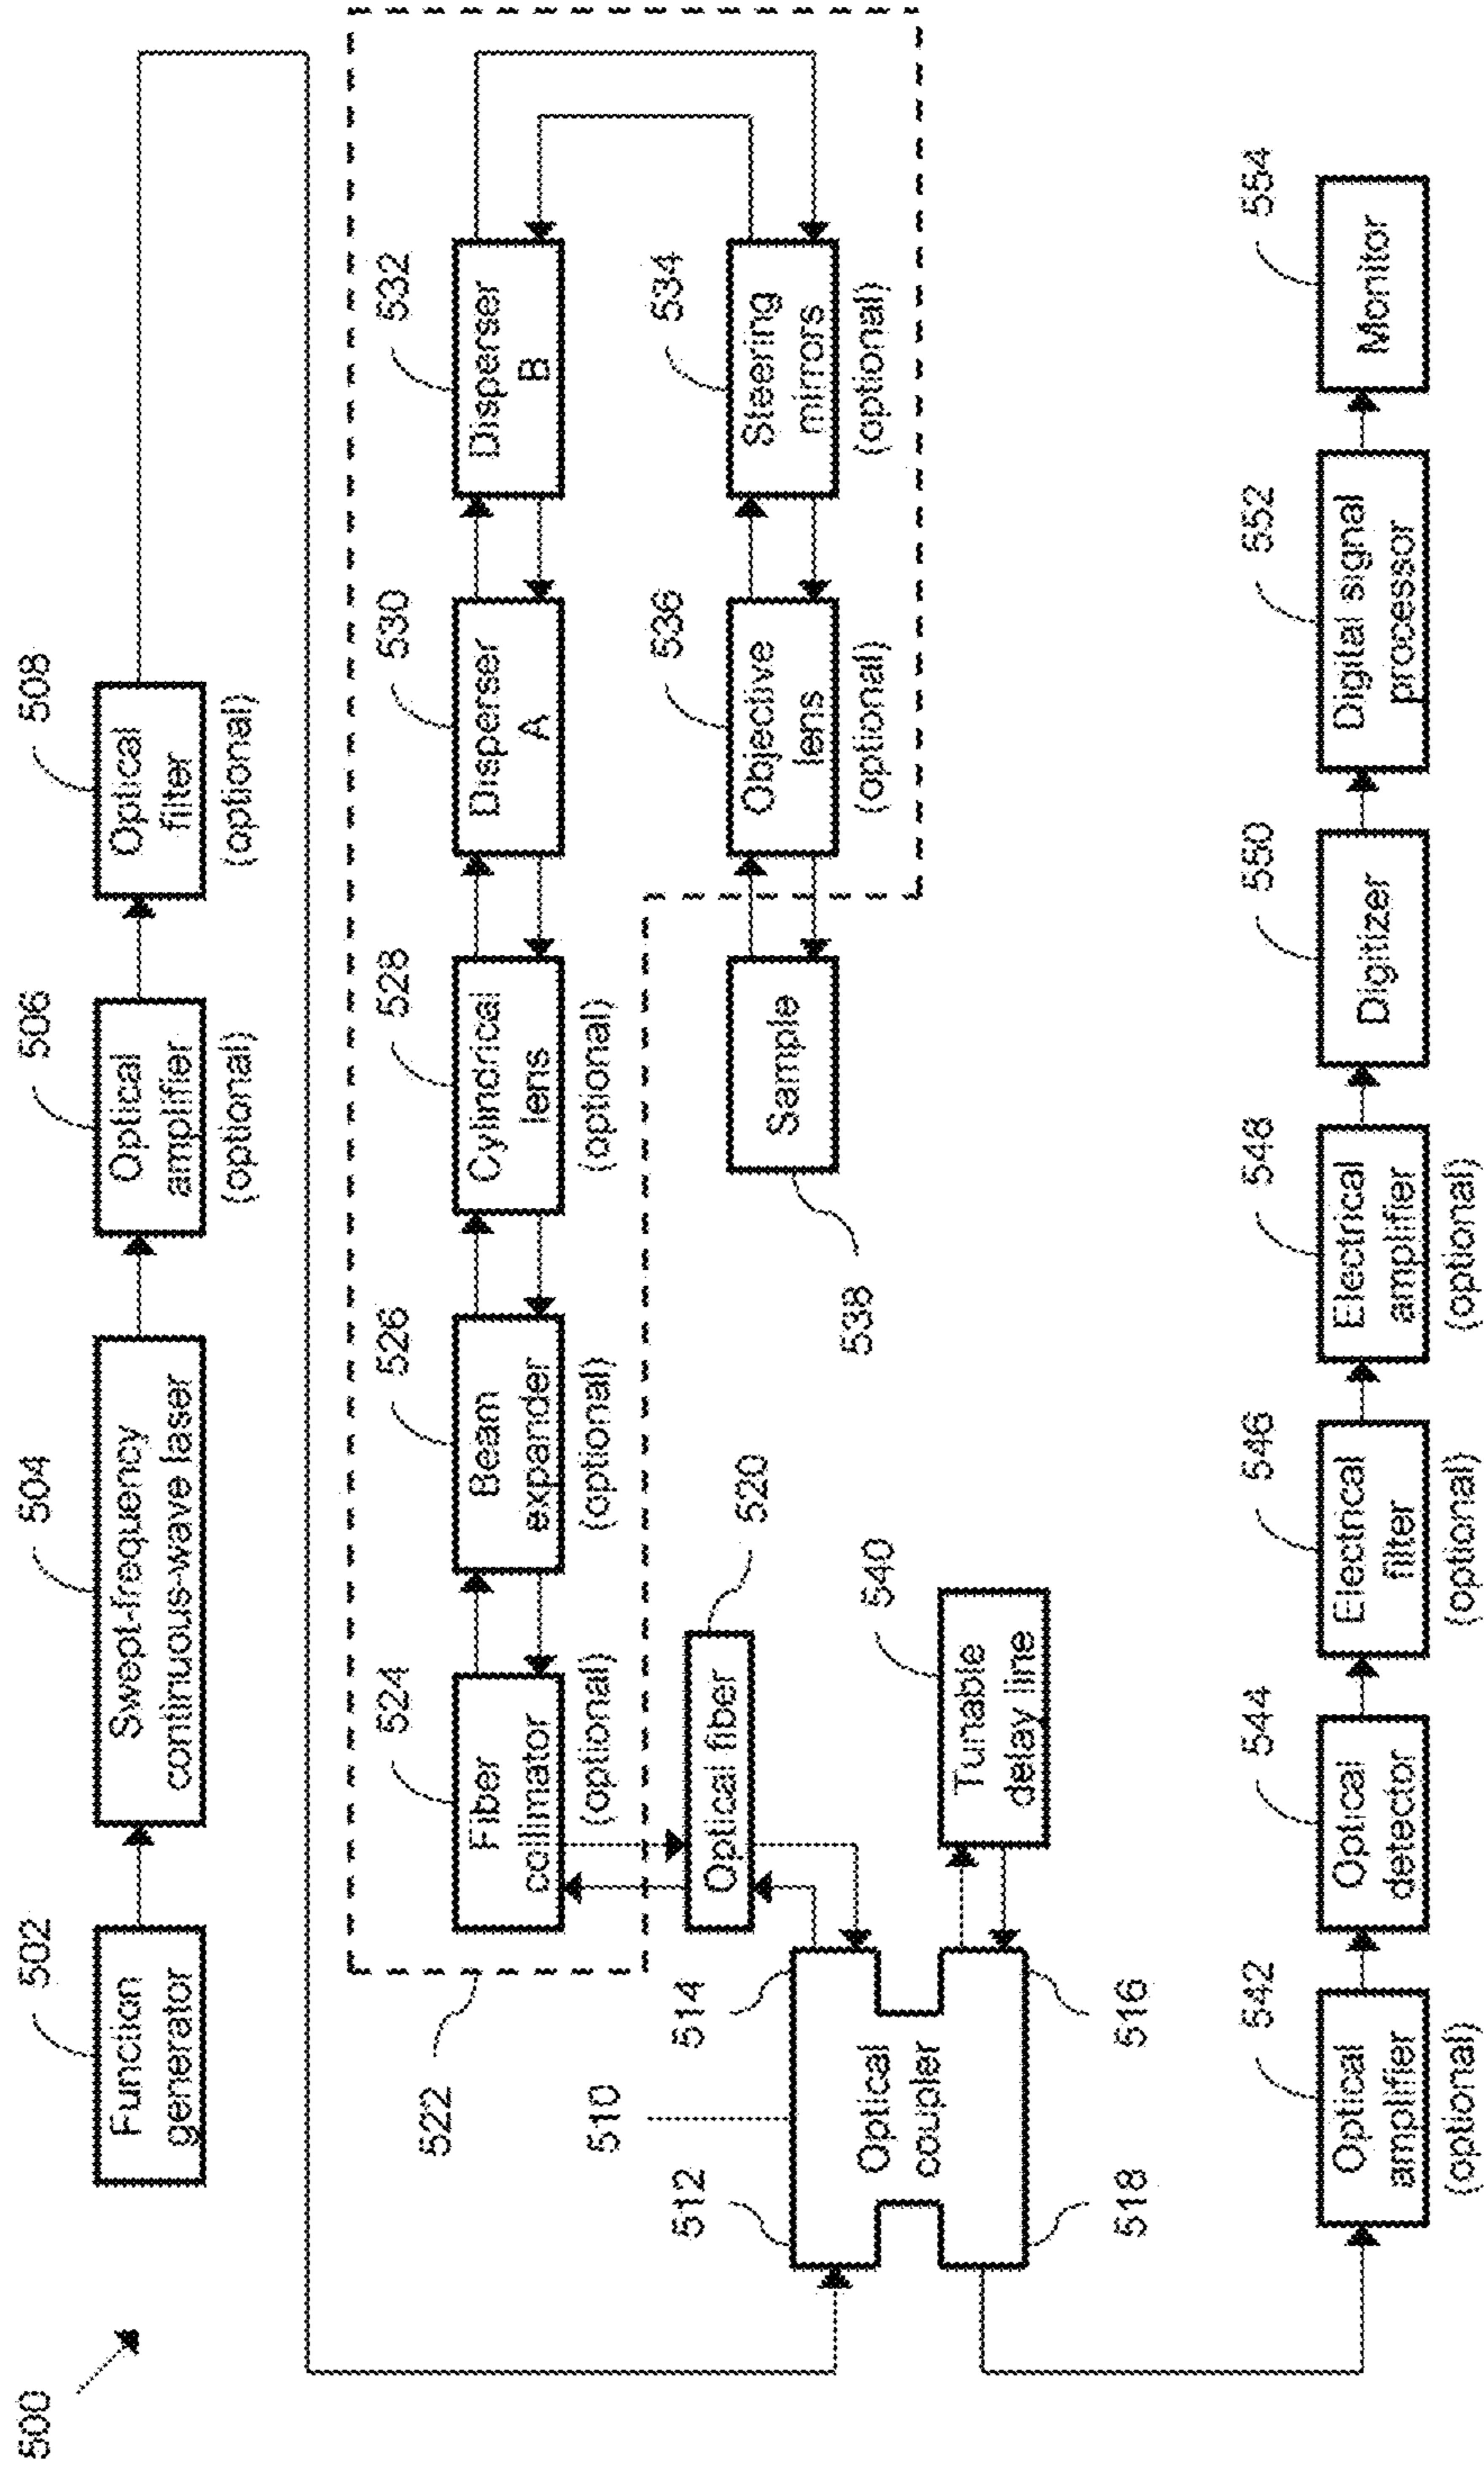 500
502
Function
generator
504
Swept-frequency
continuous-wave laser
506
Optical
amplifier
(optional)
508
Optical
filter
(optional)
522
524
Fiber
collimator
(optional)
526
Beam
expander
(optional)
528
Cylindrical
lens
(optional)
530
Disperser
A
532
Disperser
B
534
Steering
mirrors
(optional)
536
Objective
lens
(optional)
Sample
538
520
Optical fiber
510
512
514
Optical
coupler
516
518
540
Tunable
delay line
542
Optical
amplifier
(optional)
544
Optical
detector
546
Electrical
filter
(optional)
548
Electrical
amplifier
(optional)
550
Digitizer
552
Digital signal
processor
554
Monitor